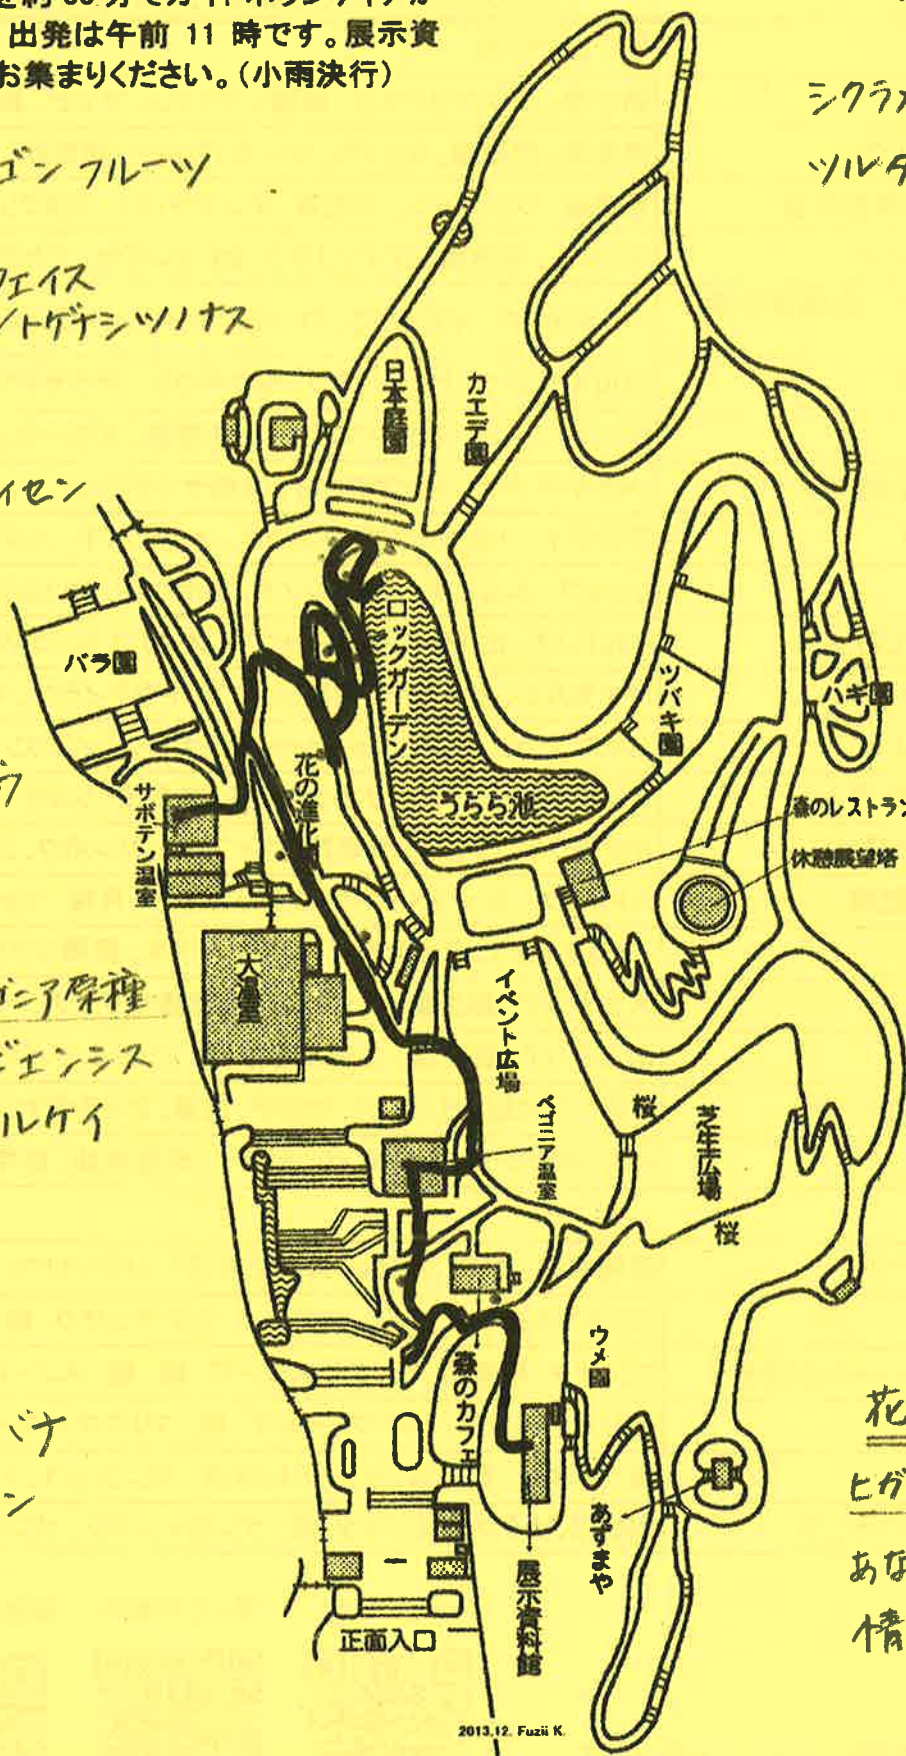 出発は午前 11 時です。展示資
お集まりください。(小雨決行)
シクラメ
ゴン フルーツ
ツルタ
フェイス
トゲナシツノナス
日本庭園
カエデ園
イセン
ロックガーデン
バラ園
ツバキ園
ハギ園
花の進化園
サボテン温室
うらら池
森のレストラン
休憩展望塔
大温室
イベント広場
ゴニア原種
ビエンシス
ルケイ
ベゴニア温室
桜
芝生広場
桜
ウメ園
森のカフェ
バナ
ン
花
ヒガ
あずまや
あな
情
展示資料館
正面入口
2013.12. Fuzii K.